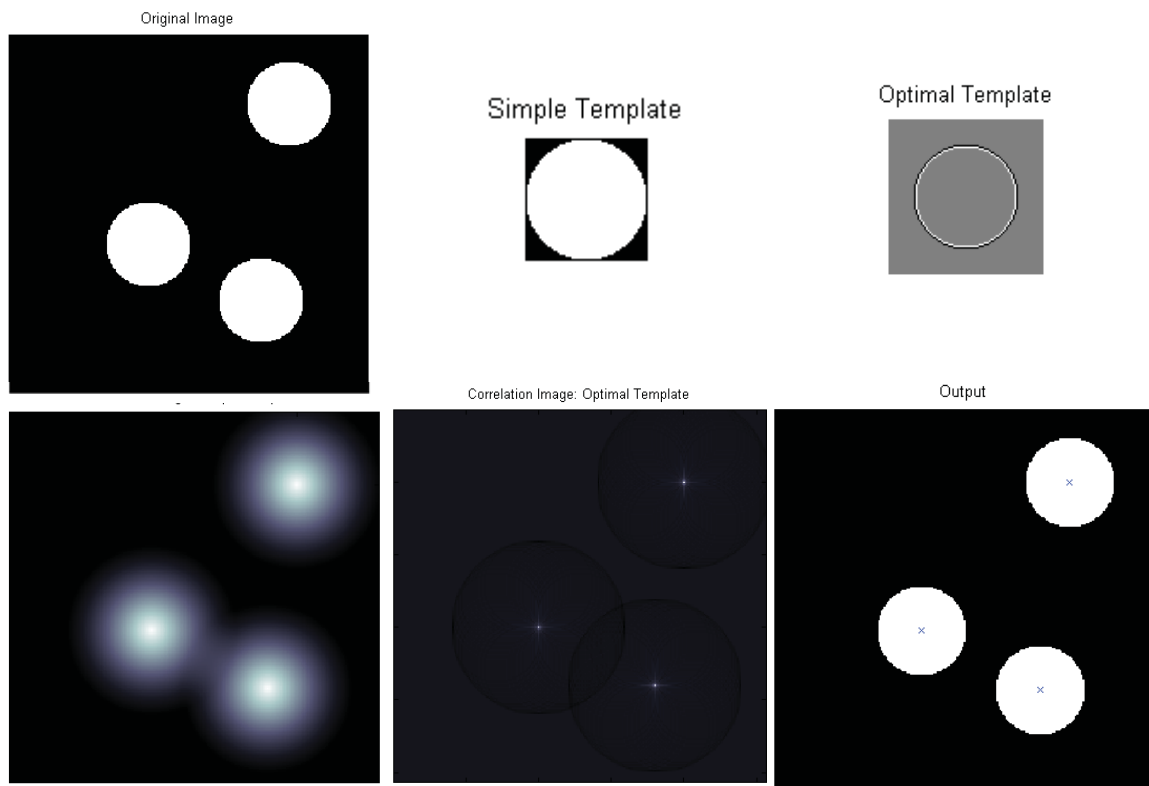 Original Image
Simple Template
Optimal Template
Correlation Image: Optimal Template
Output